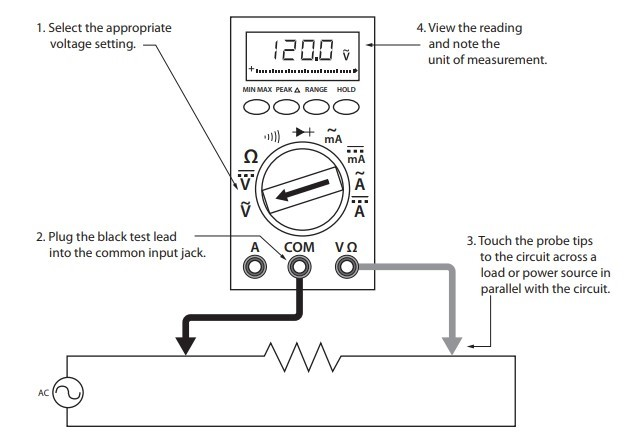 1. Select the appropriate
voltage setting.
4. View the reading
and note the
unit of measurement.
120.0 Ṽ
+
MIN MAX PEAK △ RANGE HOLD
mA
Ω
mA
V
A
Ṽ
A
2. Plug the black test lead
into the common input jack.
A COM V Ω
3. Touch the probe tips
to the circuit across a
load or power source in
parallel with the circuit.
AC